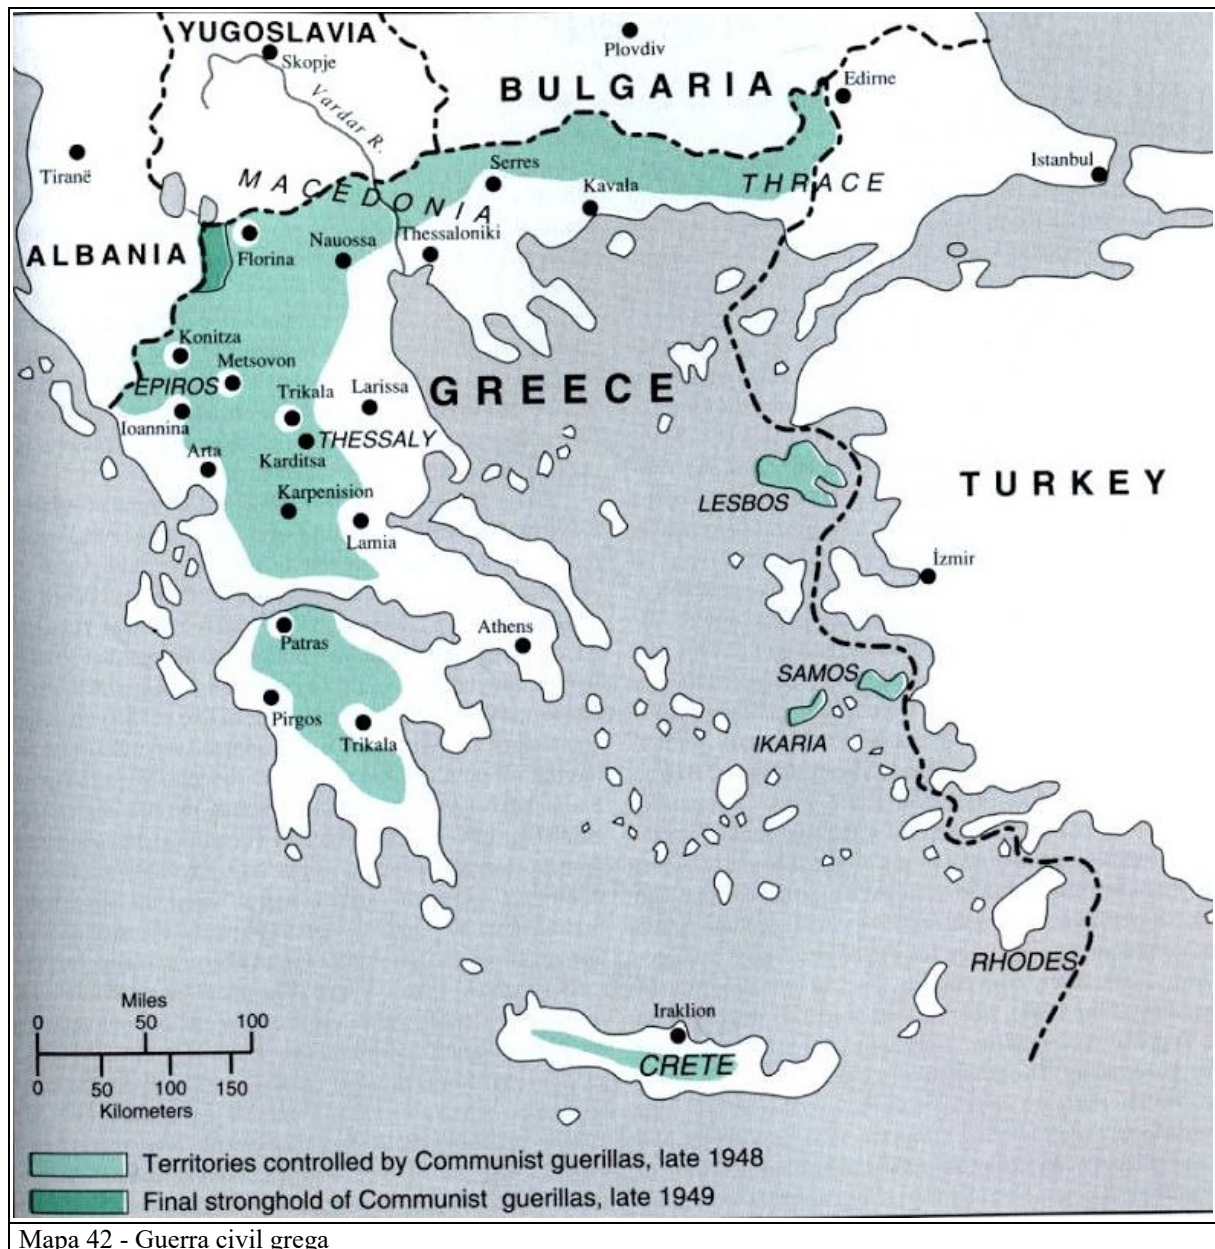 YUGOSLAVIA
Skopje
Plovdiv
BULGARIA
Edirne
Vardar R.
Tiranë
Istanbul
Serres
MACEDONIA
Kavala
THRACE
ALBANIA
Florina
Nauossa
Thessaloniki
Konitza
Metsovon
EPIROS
Trikala
Larissa
GREECE
Ioannina
THESSALY
Arta
Karditsa
TURKEY
Karpenision
LESBOS
Lamia
İzmir
Athens
Patras
SAMOS
Pirgos
Trikala
IKARIA
RHODES
Miles
0 50 100
Iraklion
CRETE
0 50 100 150
Kilometers
Territories controlled by Communist guerillas, late 1948
Final stronghold of Communist guerillas, late 1949
Mapa 42 - Guerra civil grega